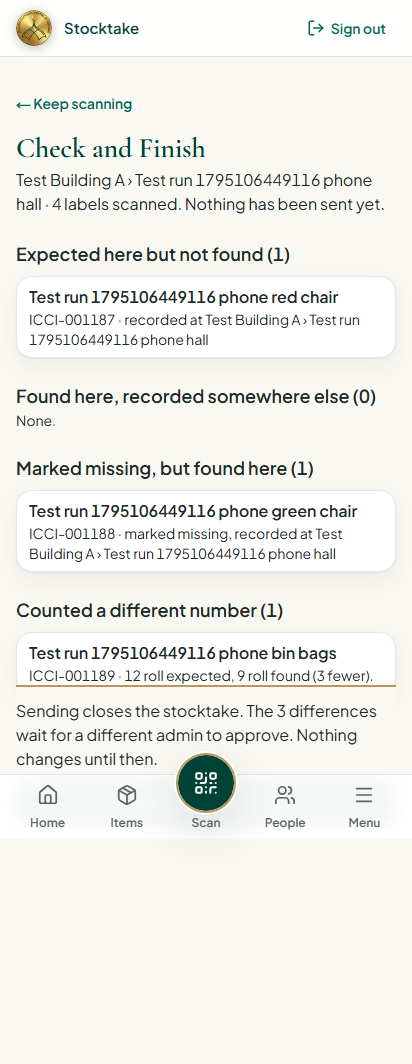 Stocktake
Sign out
← Keep scanning
Check and Finish
Test Building A › Test run 1795106449116 phone
hall · 4 labels scanned. Nothing has been sent yet.
Expected here but not found (1)
Test run 1795106449116 phone red chair
ICCI-001187 · recorded at Test Building A › Test run
1795106449116 phone hall
Found here, recorded somewhere else (0)
None.
Marked missing, but found here (1)
Test run 1795106449116 phone green chair
ICCI-001188 · marked missing, recorded at Test
Building A › Test run 1795106449116 phone hall
Counted a different number (1)
Test run 1795106449116 phone bin bags
ICCI-001189 · 12 roll expected, 9 roll found (3 fewer).
Sending closes the stocktake. The 3 differences
wait for a different admin to approve. Nothing
changes until then.
Home
Items
Scan
People
Menu